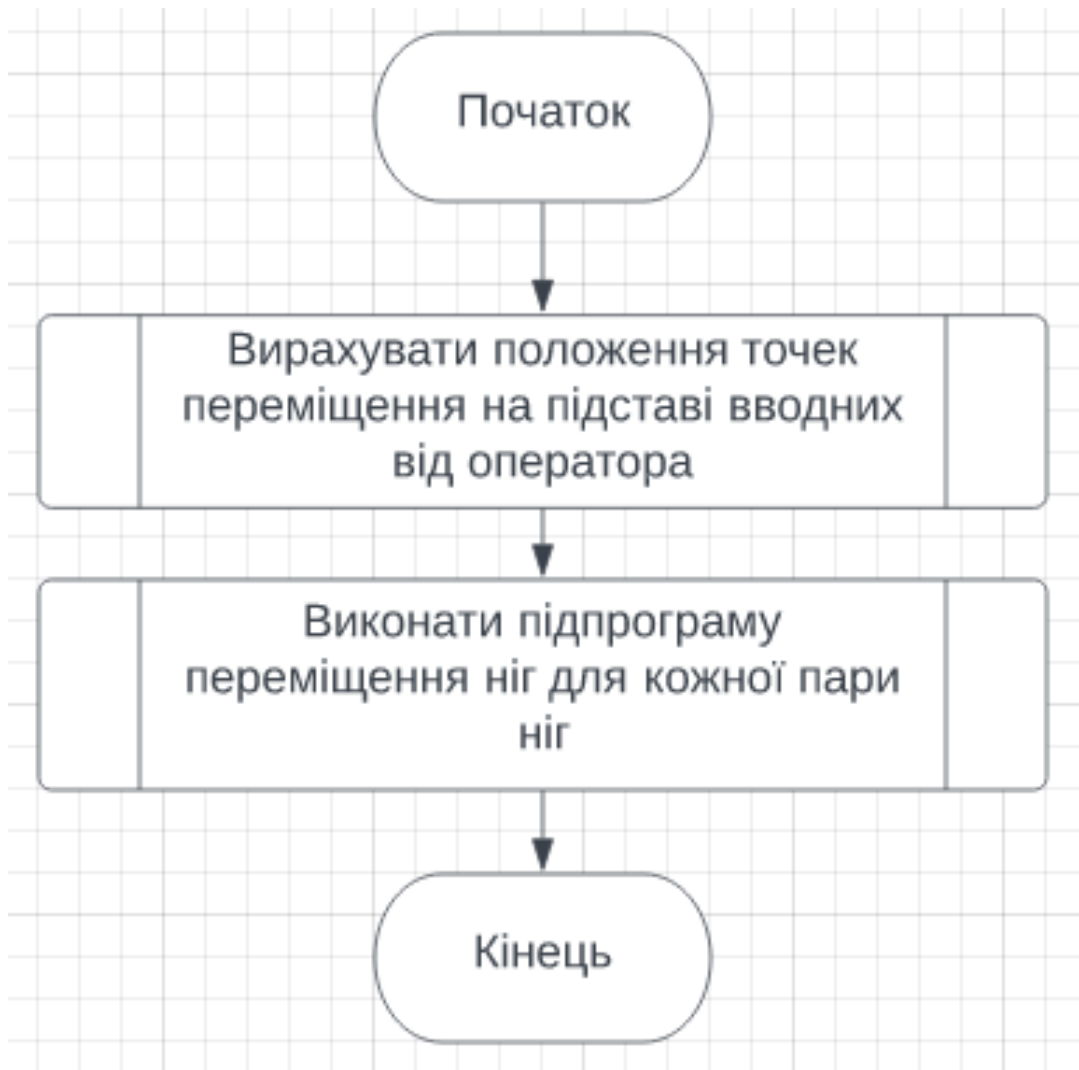 Початок
Вирахувати положення точек
переміщення на підставі вводних
від оператора
Виконати підпрограму
переміщення ніг для кожної пари
ніг
Кінець